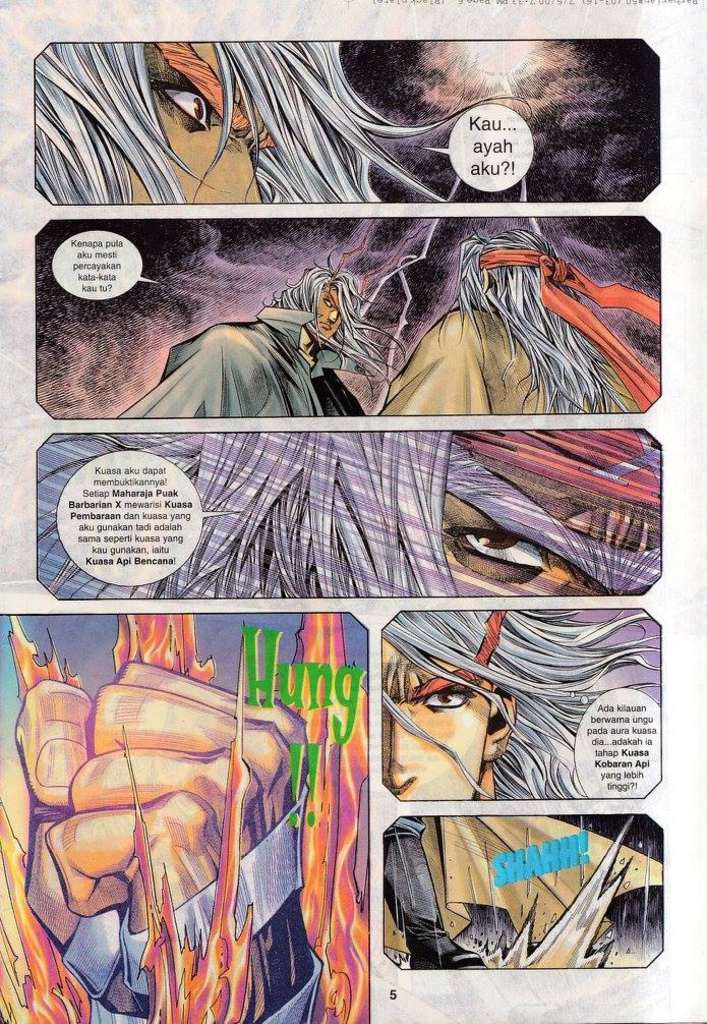 Kau...
ayah
aku?!
Kenapa pula
aku mesti
percayakan
kata-kata
kau tu?
Kuasa aku dapat
membuktikannya!
Setiap Maharaja Puak
Barbarian X mewarisi Kuasa
Pembaraan dan kuasa yang
aku gunakan tadi adalah
sama seperti kuasa yang
kau gunakan, iaitu
Kuasa Api Bencana!
Hung
!!
Ada kilauan
berwarna ungu
pada aura kuasa
dia...adakah ia
tahap Kuasa
Kobaran Api
yang lebih
tinggi?!
SHAHH!
5